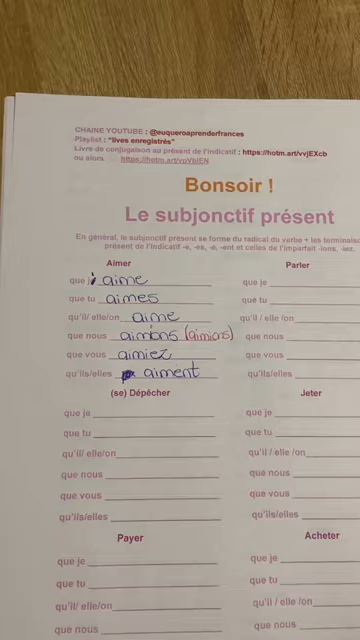 CHAINE YOUTUBE : @euqueroaprenderfrances
Playlist : "lives enregistrés"
Livre de conjugaison au présent de l'indicatif : https://hotm.art/vvjEXcb
ou alors https://hotm.art/vpVbIEN
Bonsoir !
Le subjonctif présent
En général, le subjonctif présent se forme du radical du verbe + les terminais
présent de l'indicatif -e, -es, -e, -ent et celles de l'imparfait -ions, -iez.
Aimer
que j' aime
que tu aimes
qu'il/ elle/on aime
que nous aimions (aimions)
que vous aimiez
qu'ils/elles aiment
Parler
que je
que tu
qu'il / elle /on
que nous
que vous
qu'ils/elles
(se) Dépêcher
que je
que tu
qu'il/ elle/on
que nous
que vous
qu'ils/elles
Jeter
que je
que tu
qu'il / elle /on
que nous
que vous
qu'ils/elles
Payer
que je
que tu
qu'il/ elle/on
que nous
Acheter
que je
que tu
qu'il / elle /on
que nous